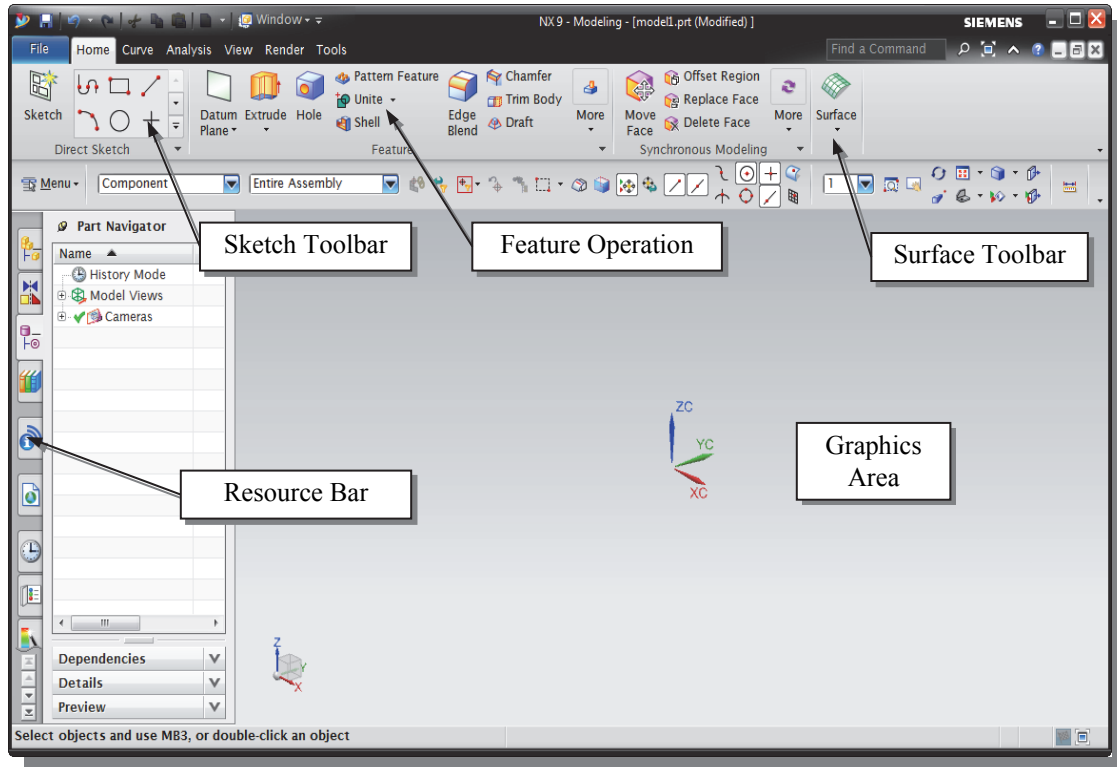 Window
NX 9 - Modeling - [model1.prt (Modified) ]
SIEMENS
File Home Curve Analysis View Render Tools
Find a Command
Sketch
Direct Sketch
Datum Plane
Extrude
Hole
Pattern Feature
Unite
Shell
Edge Blend
Chamfer
Trim Body
Draft
More
Feature
Move Face
Offset Region
Replace Face
Delete Face
More
Synchronous Modeling
Surface
Menu
Component
Entire Assembly
1
Part Navigator
Name
History Mode
Model Views
Cameras
Sketch Toolbar
Feature Operation
Surface Toolbar
ZC
YC
XC
Graphics
Area
Resource Bar
Z
Y
X
Dependencies
Details
Preview
Select objects and use MB3, or double-click an object